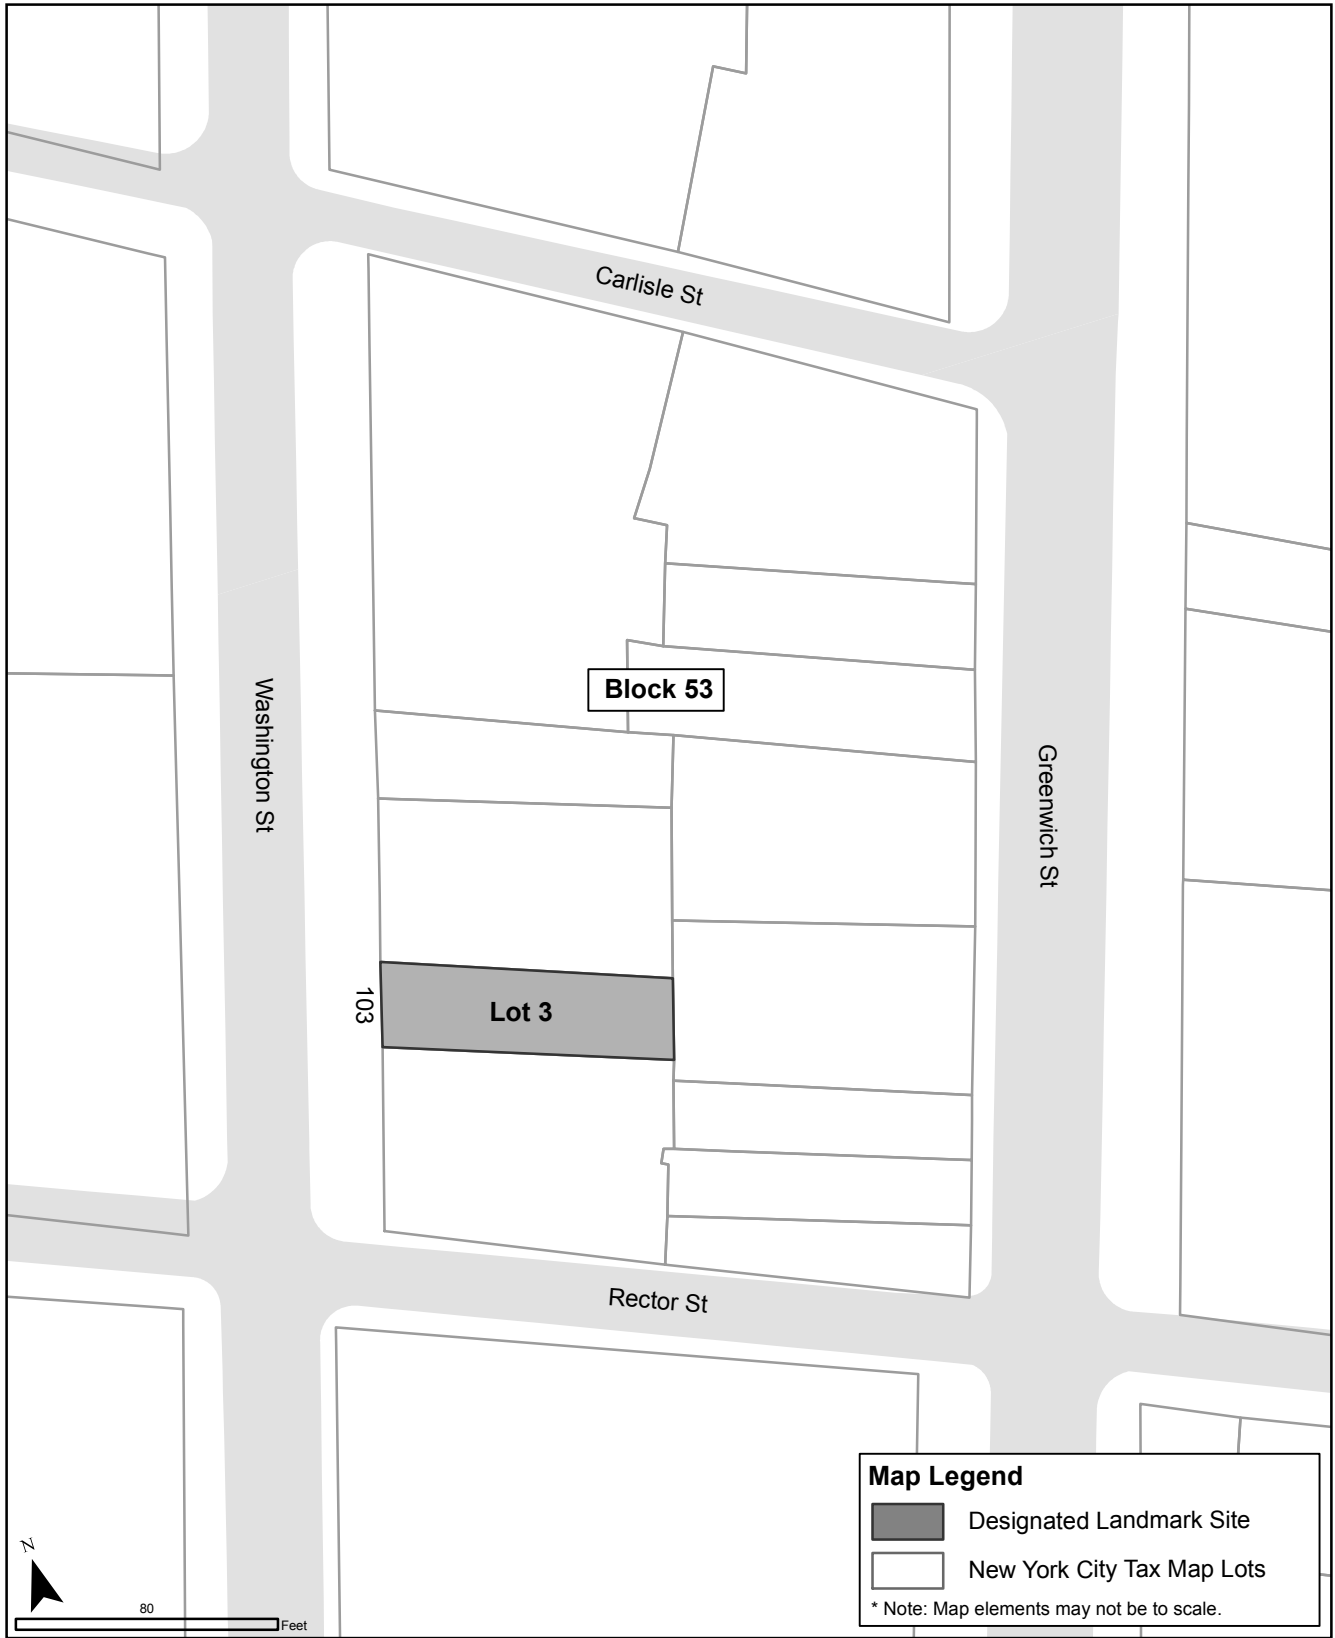 Carlisle St
Block 53
Washington St
Greenwich St
103
Lot 3
Rector St
Map Legend
Designated Landmark Site
New York City Tax Map Lots
* Note: Map elements may not be to scale.
N
80
Feet